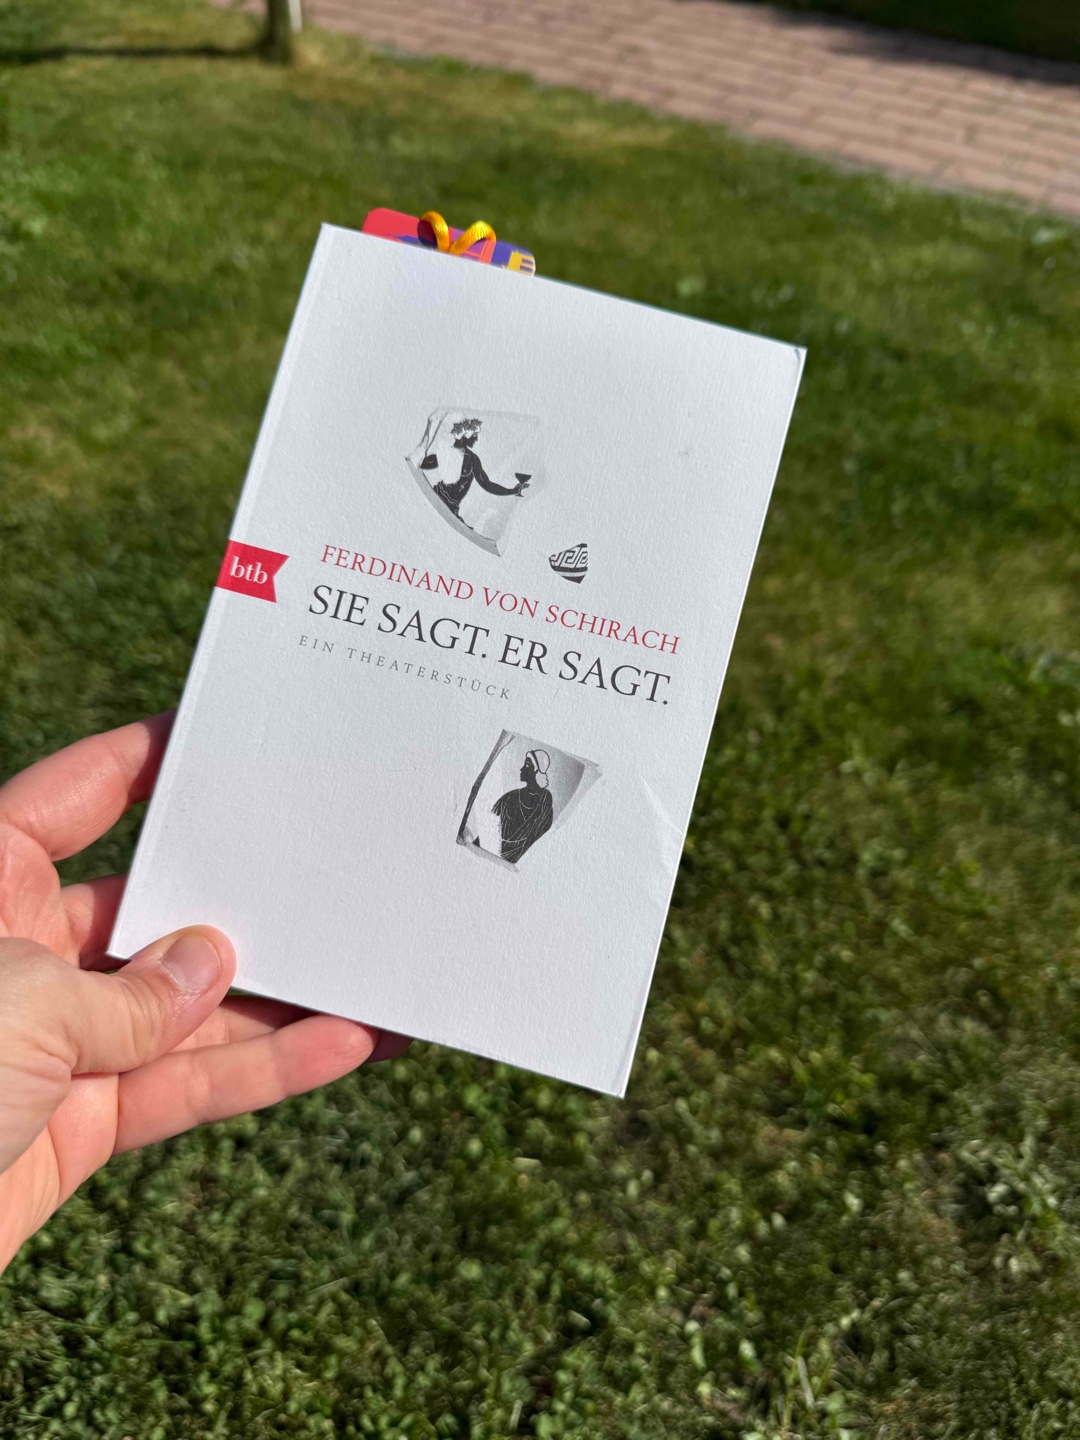 btb
FERDINAND VON SCHIRACH
SIE SAGT. ER SAGT.
EIN THEATERSTÜCK